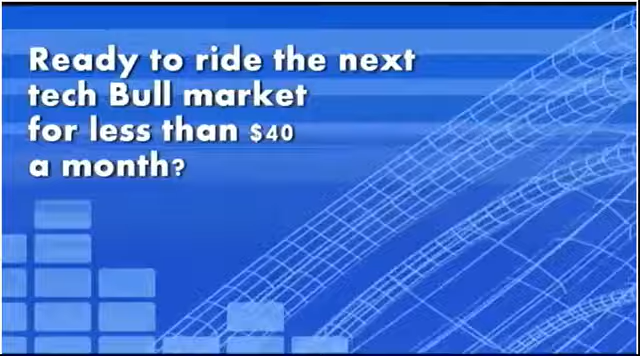 Ready to ride the next
tech Bull market
for less than $40
a month?